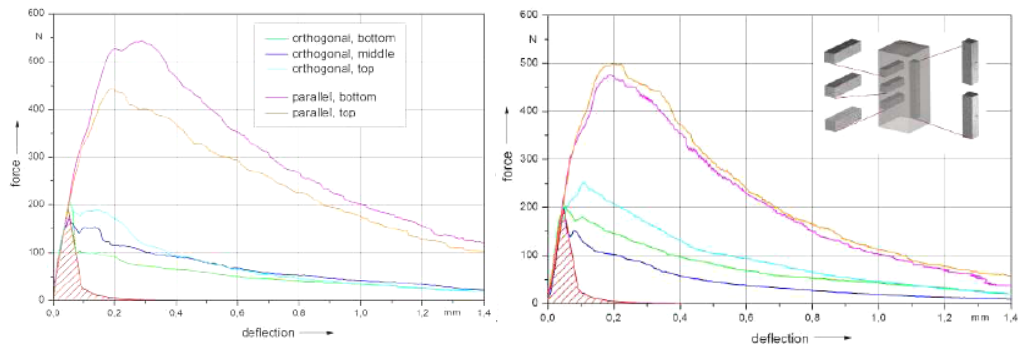 600
N
600
400
300
200
100
0
force
0,0
0,2
0,4
0,6
0,8
1,0
1,2
mm
1,4
deflection
orthogonal, bottom
orthogonal, middle
orthogonal, top
parallel, bottom
parallel, top
600
N
500
400
300
200
100
0
force
0,0
0,2
0,4
0,6
0,8
1,0
1,2
mm
1,4
deflection